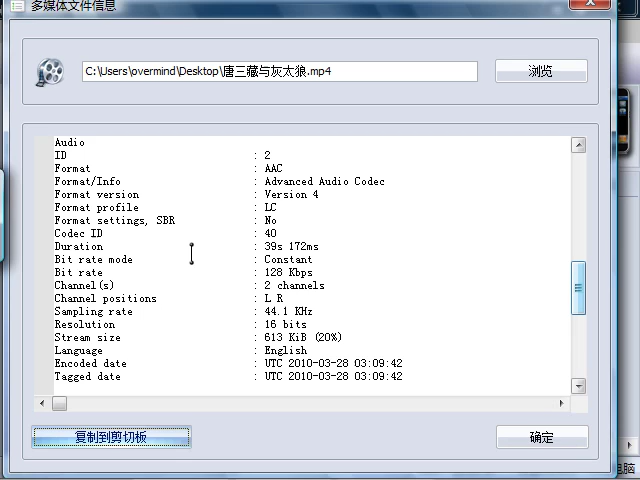 多媒体文件信息
C:\Users\overmind\Desktop\唐三藏与灰太狼.mp4
浏览
Audio
ID : 2
Format : AAC
Format/Info : Advanced Audio Codec
Format version : Version 4
Format profile : LC
Format settings, SBR : No
Codec ID : 40
Duration : 39s 172ms
Bit rate mode : Constant
Bit rate : 128 Kbps
Channel(s) : 2 channels
Channel positions : L R
Sampling rate : 44.1 KHz
Resolution : 16 bits
Stream size : 613 KiB (20%)
Language : English
Encoded date : UTC 2010-03-28 03:09:42
Tagged date : UTC 2010-03-28 03:09:42
复制到剪切板
确定
电脑